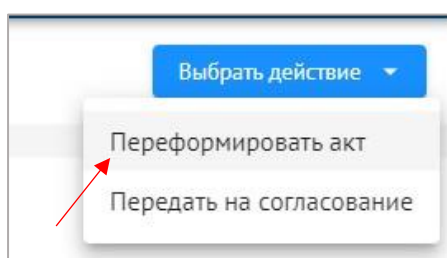 Выбрать действие
Переформировать акт
Передать на согласование